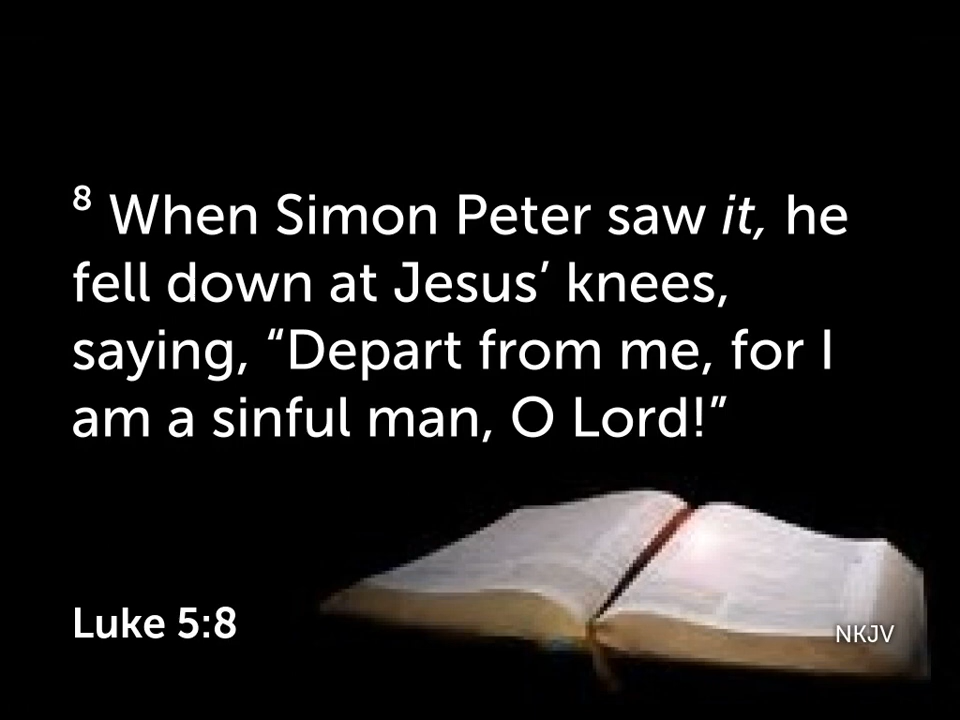 ⁸ When Simon Peter saw it, he
fell down at Jesus’ knees,
saying, “Depart from me, for I
am a sinful man, O Lord!”
Luke 5:8
NKJV